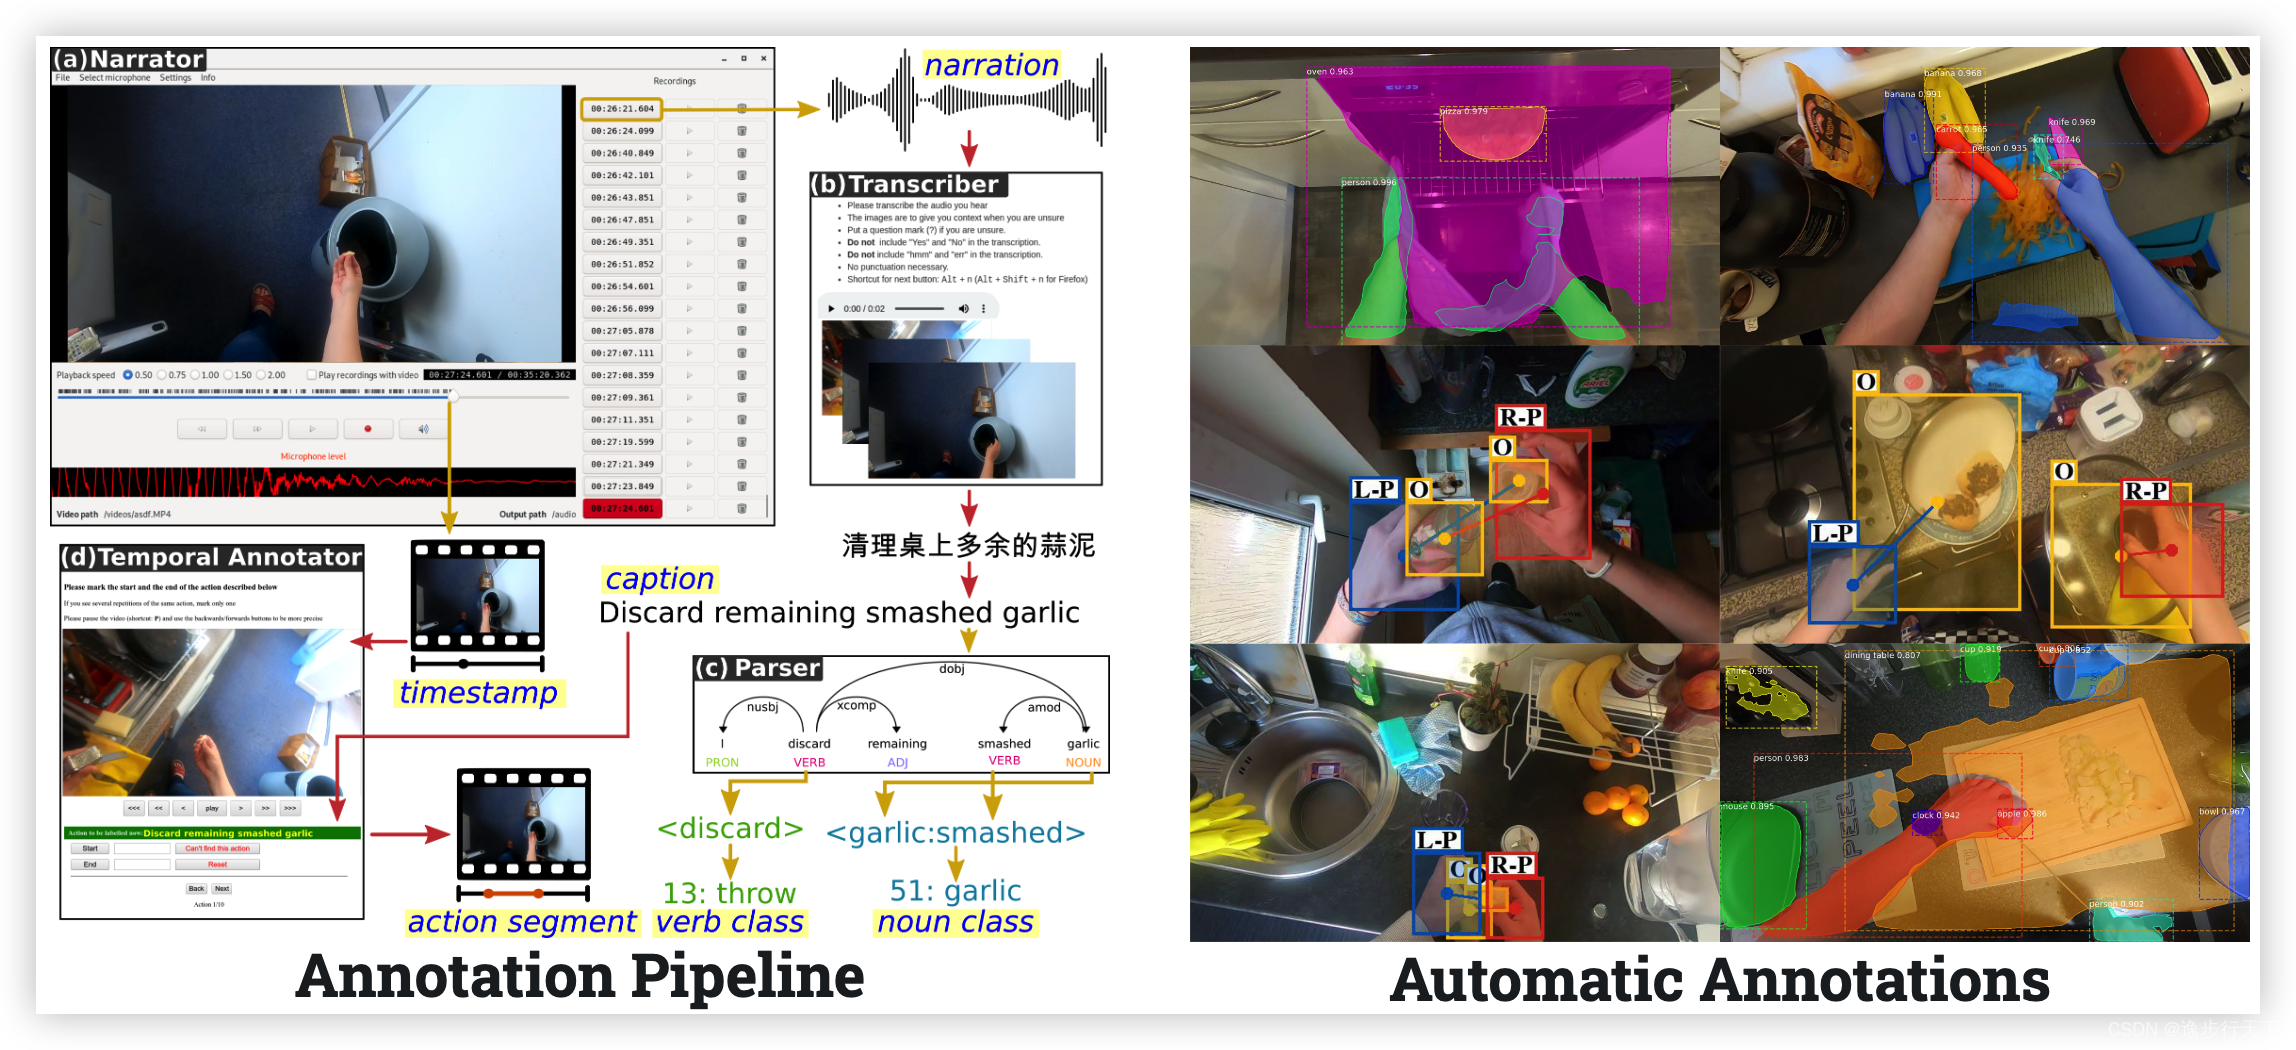 (a)Narrator
File Select microphone Settings Info
Recordings
00:26:21.604
00:26:24.099
00:26:40.849
00:26:42.101
00:26:43.851
00:26:47.851
00:26:49.351
00:26:51.852
00:26:54.601
00:26:56.099
00:27:05.878
00:27:07.111
00:27:08.359
00:27:09.361
00:27:11.351
00:27:19.599
00:27:21.349
00:27:23.849
00:27:24.601
Playback speed 0.50 0.75 1.00 1.50 2.00 Play recordings with video 00:27:24.601 / 00:35:20.362
Microphone level
Video path /videos/asdf.MP4 Output path /audio
narration
(b)Transcriber
• Please transcribe the audio you hear
• The images are to give you context when you are unsure
• Put a question mark (?) if you are unsure.
• Do not include "Yes" and "No" in the transcription.
• Do not include "hmm" and "err" in the transcription.
• No punctuation necessary.
• Shortcut for next button: Alt + n (Alt + Shift + n for Firefox)
0:00 / 0:02
清理桌上多余的蒜泥
caption
Discard remaining smashed garlic
(c) Parser
dobj
nusbj xcomp amod
I discard remaining smashed garlic
PRON VERB ADJ VERB NOUN
<discard> <garlic:smashed>
13: throw 51: garlic
verb class noun class
(d)Temporal Annotator
Please mark the start and the end of the action described below
If you see several repetitions of the same action, mark only one
Please pause the video (shortcut: P) and use the backwards/forwards buttons to be more precise
timestamp
<<< << < play > >> >>>
Action to be labelled now: Discard remaining smashed garlic
Start Can't find this action
End Reset
Back Next
Action 1/10
action segment
Annotation Pipeline
oven 0.963
pizza 0.979
person 0.996
banana 0.968
banana 0.991
carrot 0.965
knife 0.969
knife 0.746
person 0.935
R-P
O
L-P
O
ARIEL
O
O
R-P
L-P
L-P
O
O
R-P
knife 0.905
dining table 0.807
cup 0.919
person 0.983
mouse 0.895
clock 0.942
apple 0.986
bowl 0.967
person 0.902
PEEL
Automatic Annotations